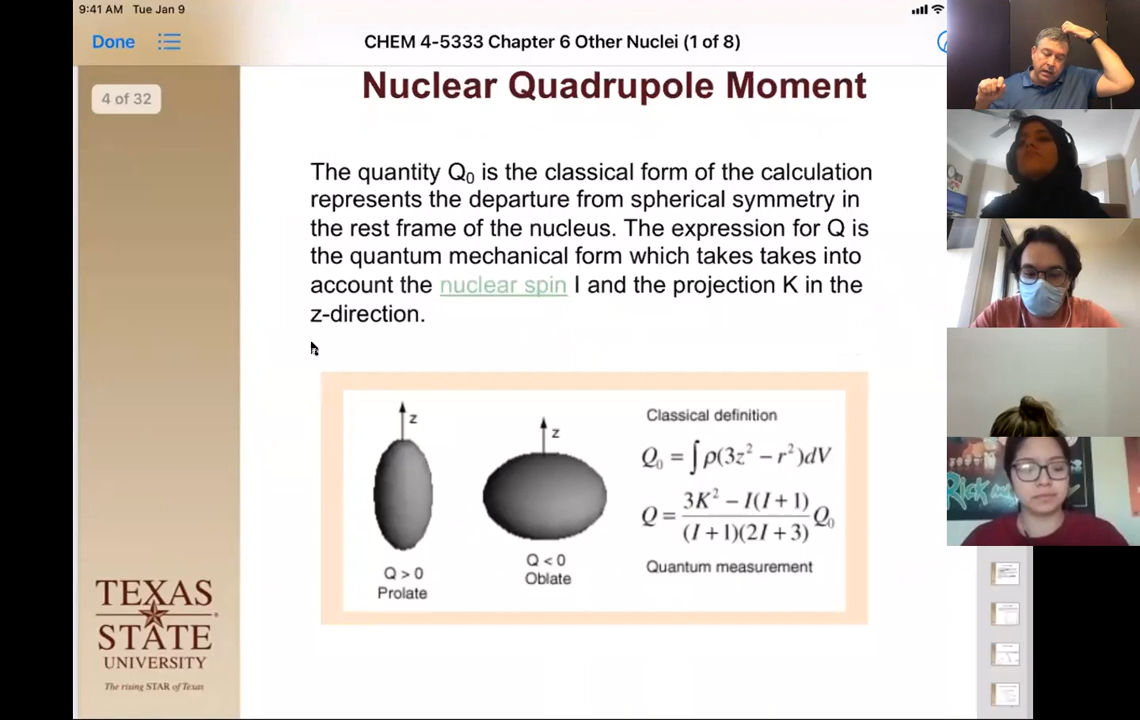 9:41 AM Tue Jan 9
Done
CHEM 4-5333 Chapter 6 Other Nuclei (1 of 8)
4 of 32
Nuclear Quadrupole Moment
The quantity Q₀ is the classical form of the calculation
represents the departure from spherical symmetry in
the rest frame of the nucleus. The expression for Q is
the quantum mechanical form which takes takes into
account the nuclear spin I and the projection K in the
z-direction.
z
z
Q > 0
Prolate
Q < 0
Oblate
Classical definition
Q₀ = ∫ρ(3z² − r²)dV
Q = (3K² − I(I + 1)) / ((I + 1)(2I + 3)) Q₀
Quantum measurement
TEXAS
STATE
UNIVERSITY
The rising STAR of Texas